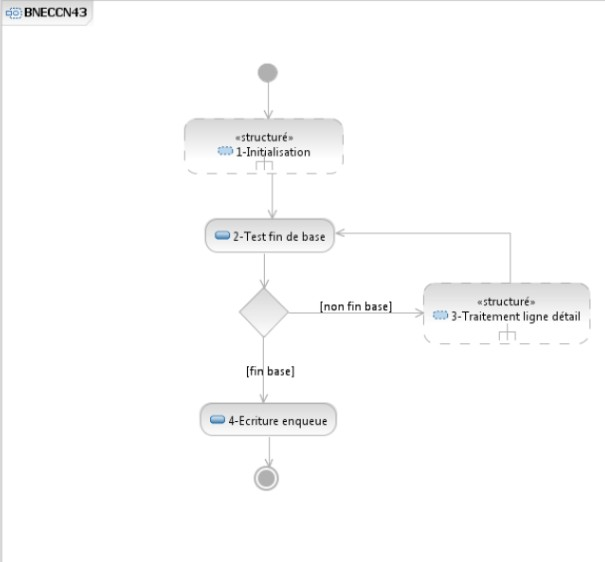 BNECCN43
«structuré»
1-Initialisation
2-Test fin de base
[non fin base]
«structuré»
3-Traitement ligne détail
[fin base]
4-Ecriture enqueue